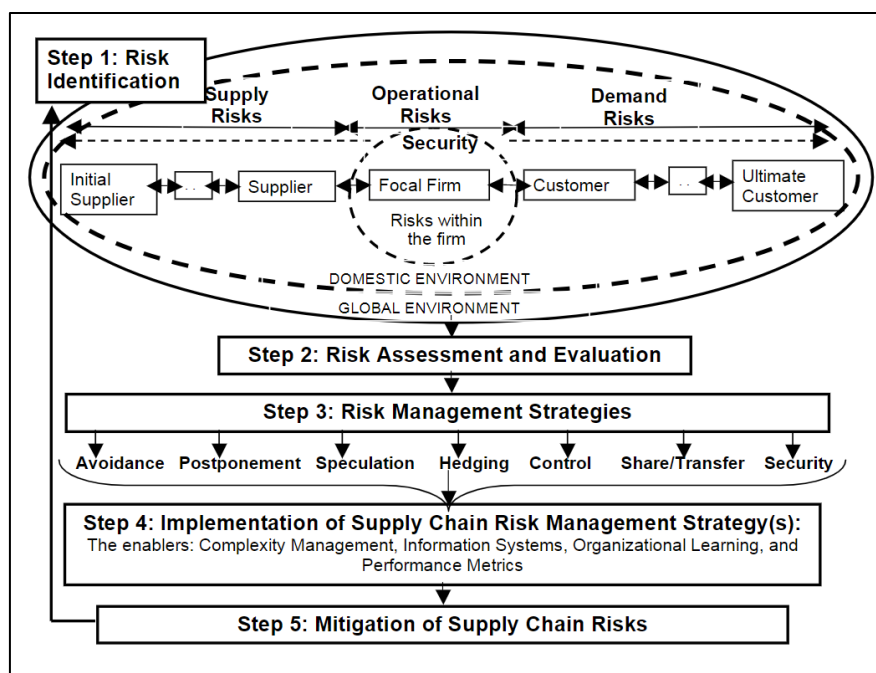 Step 1: Risk
Identification
Supply
Risks
Operational
Risks
Demand
Risks
Security
Initial
Supplier
..
Supplier
Focal Firm
Customer
..
Ultimate
Customer
Risks within
the firm
DOMESTIC ENVIRONMENT
GLOBAL ENVIRONMENT
Step 2: Risk Assessment and Evaluation
Step 3: Risk Management Strategies
Avoidance Postponement Speculation Hedging Control Share/Transfer Security
Step 4: Implementation of Supply Chain Risk Management Strategy(s):
The enablers: Complexity Management, Information Systems, Organizational Learning, and
Performance Metrics
Step 5: Mitigation of Supply Chain Risks